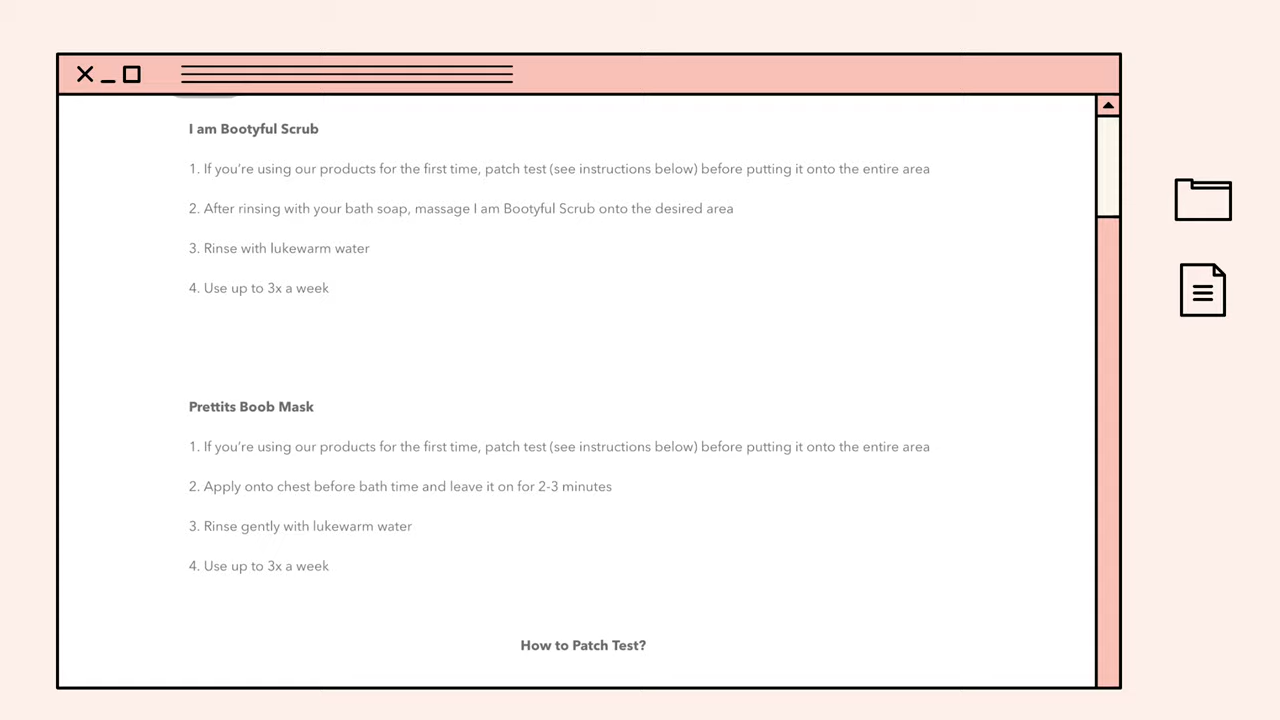 I am Bootyful Scrub
1. If you're using our products for the first time, patch test (see instructions below) before putting it onto the entire area
2. After rinsing with your bath soap, massage I am Bootyful Scrub onto the desired area
3. Rinse with lukewarm water
4. Use up to 3x a week
Prettits Boob Mask
1. If you're using our products for the first time, patch test (see instructions below) before putting it onto the entire area
2. Apply onto chest before bath time and leave it on for 2-3 minutes
3. Rinse gently with lukewarm water
4. Use up to 3x a week
How to Patch Test?